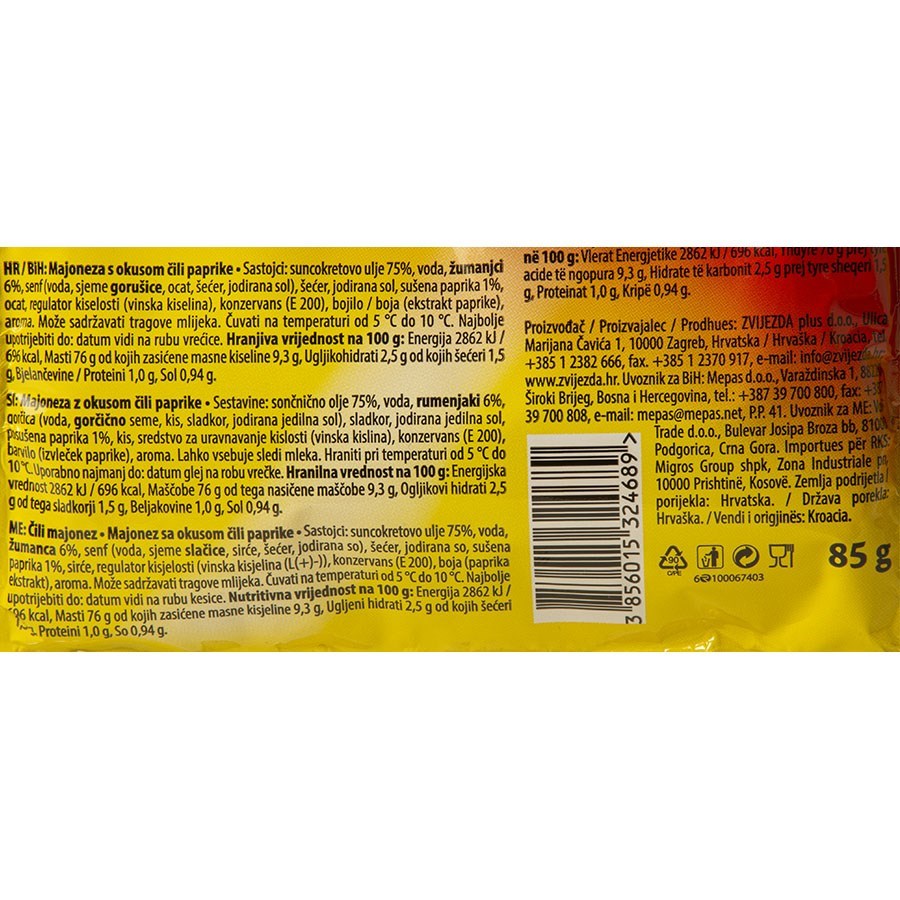 HR/BiH: Majoneza s okusom čili paprike • Sastojci: suncokretovo ulje 75%, voda, žumanjci
6%, senf (voda, sjeme gorušice, ocat, šećer, jodirana sol), šećer, jodirana sol, sušena paprika 1%,
ocat, regulator kiselosti (vinska kiselina), konzervans (E 200), bojilo / boja (ekstrakt paprike),
aroma. Može sadržavati tragove mlijeka. Čuvati na temperaturi od 5 °C do 10 °C. Najbolje
upotrijebiti do: datum vidi na rubu vrećice. Hranjiva vrijednost na 100 g: Energija 2862 kJ /
696 kcal, Masti 76 g od kojih zasićene masne kiseline 9,3 g, Ugljikohidrati 2,5 g od kojih šećeri 1,5
g, Bjelančevine / Proteini 1,0 g, Sol 0,94 g.
SI: Majoneza z okusom čili paprike • Sestavine: sončnično olje 75%, voda, rumenjaki 6%,
gorčica (voda, gorčično seme, kis, sladkor, jodirana jedilna sol), sladkor, jodirana jedilna sol,
posušena paprika 1%, kis, sredstvo za uravnavanje kislosti (vinska kislina), konzervans (E 200),
barvilo (izvleček paprike), aroma. Lahko vsebuje sledi mleka. Hraniti pri temperaturi od 5 °C do
10 °C. Uporabno najmanj do: datum glej na robu vrečke. Hranilna vrednost na 100 g: Energijska
vrednost 2862 kJ / 696 kcal, Maščobe 76 g od tega nasičene maščobe 9,3 g, Ogljikovi hidrati 2,5
g od tega sladkorji 1,5 g, Beljakovine 1,0 g, Sol 0,94 g.
ME: Čili majonez • Majonez sa okusom čili paprike • Sastojci: suncokretovo ulje 75%, voda,
žumanca 6%, senf (voda, sjeme slačice, sirće, šećer, jodirana so), šećer, jodirana so, sušena
paprika 1%, sirće, regulator kisjelosti (vinska kisjelina (L(+)-)), konzervans (E 200), boja (paprika
ekstrakt), aroma. Može sadržavati tragove mlijeka. Čuvati na temperaturi od 5 °C do 10 °C. Najbolje
upotrijebiti do: datum vidi na rubu kesice. Nutritivna vrijednost na 100 g: Energija 2862 kJ /
696 kcal, Masti 76 g od kojih zasićene masne kisjeline 9,3 g, Ugljeni hidrati 2,5 g od kojih šećeri
Proteini 1,0 g, So 0,94 g.
në 100 g: Vlerat Energjetike 2862 kJ / 696 kcal, Yndyrë 76 g prej tyre
acide të ngopura 9,3 g, Hidrate të karbonit 2,5 g prej tyre sheqeri 1,5
g, Proteinat 1,0 g, Kripë 0,94 g.
Proizvođač / Proizvajalec / Prodhues: ZVIJEZDA plus d.o.o., Ulica
Marijana Čavića 1, 10000 Zagreb, Hrvatska / Hrvaška / Kroacia, Tel.
+385 1 2382 666, fax. +385 1 2370 917, e-mail: info@zvijezda.hr
www.zvijezda.hr. Uvoznik za BiH: Mepas d.o.o., Varaždinska 1,
Široki Brijeg, Bosna i Hercegovina, tel.: +387 39 700 800, fax:
39 700 808, e-mail: mepas@mepas.net, P.P. 41. Uvoznik za ME:
Trade d.o.o., Bulevar Josipa Broza bb,
Podgorica, Crna Gora. Importues për RKS:
Migros Group shpk, Zona Industriale pn,
10000 Prishtinë, Kosovë. Zemlja podrijetla /
porijekla: Hrvatska. / Država porekla:
Hrvaška. / Vendi i origjinës: Kroacia.
3 856015 324689 >
90
C/PE
85 g
100067403